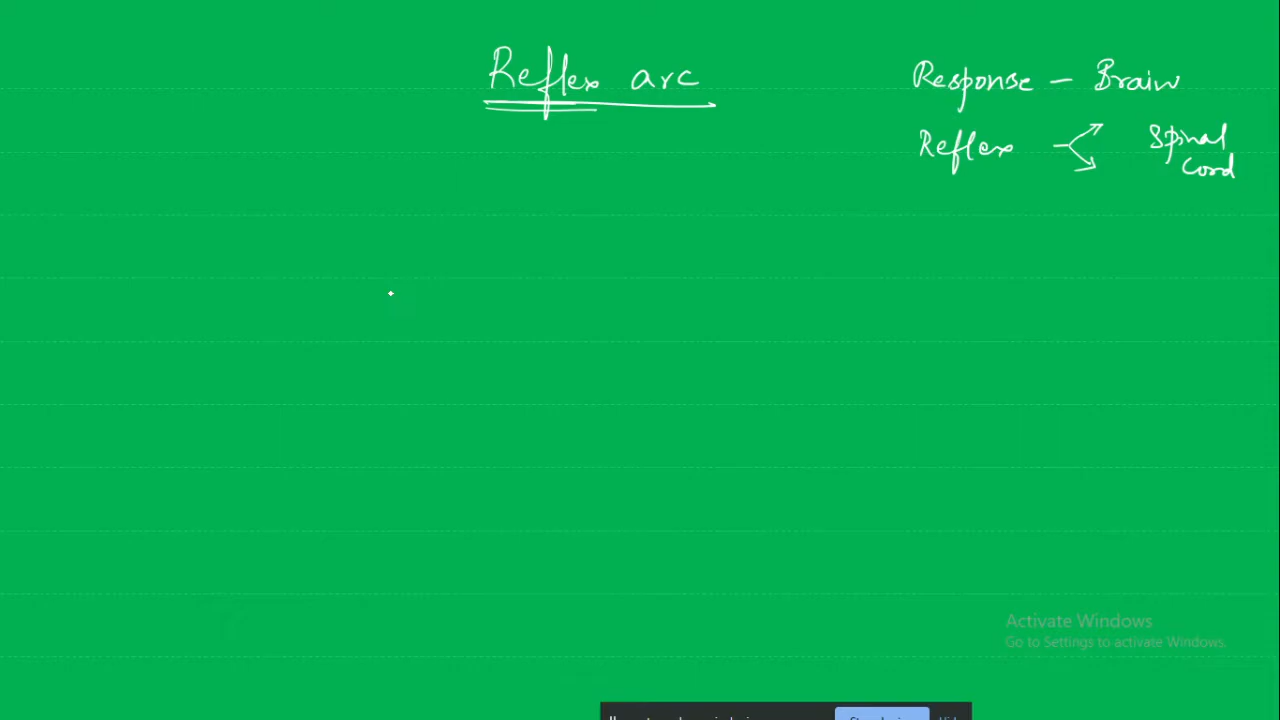 Reflex arc
Response - Brain
Reflex
Spinal
Cord
Activate Windows
Go to Settings to activate Windows.